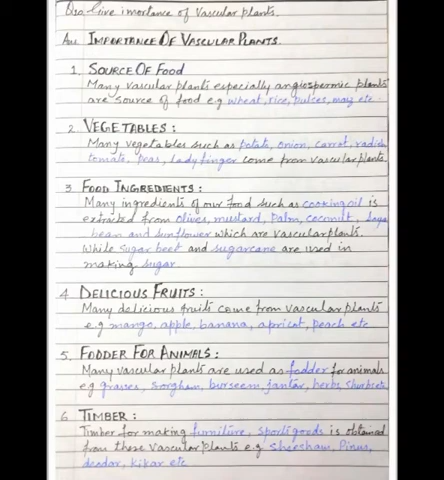 Q10. Give imortance of Vascular plants.
Ans IMPORTANCE OF VASCULAR PLANTS.
1. SOURCE OF FOOD
Many vascular plants especially angiospermic plants
are source of food e.g wheat, rice, pulces, maiz etc
2. VEGETABLES:
Many vegetables such as potato, onion, carrot, radish
tomato, peas, Lady finger come from vascular plants.
3 FOOD INGREDIENTS:
Many ingredients of our food such as cooking oil is
extracted from Olives, mustard, Palm, coconut,
bean and sunflower which are vascular plants.
While Sugar beet and sugarcane are used in
making sugar.
4 DELICIOUS FRUITS:
Many delicious fruits come from vascular plants
e.g mango, apple, banana, apricot, peach etc
5. FODDER FOR ANIMALS:
Many vascular plants are used as fodder for animals
e.g grasses, sorghum, burseem, jantar, herbs, Shrubs etc
6. TIMBER:
Timber for making furniture, sports goods is obtained
from these Vascular plants e.g Sheesham, Pinus,
deodar, kikar etc